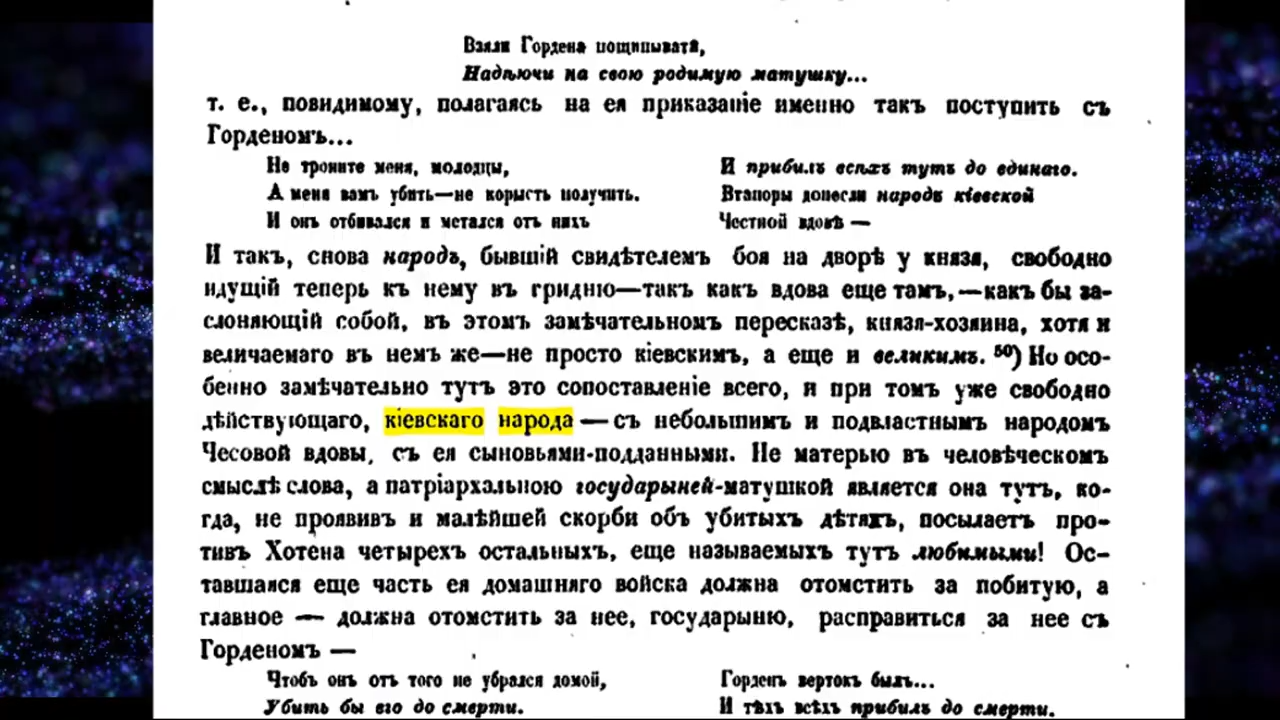 Взяли Гордена пощипывати,
Надѣючи на свою родимую матушку...
т. е., повидимому, полагаясь на ея приказаніе именно такъ поступить съ
Горденомъ...
Не троните меня, молодцы,
А меня вамъ убить—не корысть получить.
И онъ отбивался и метался отъ нихъ
И прибилъ всѣхъ тутъ до единаго.
Втапоры донесли народъ кіевской
Честной вдовѣ —
И такъ, снова народъ, бывшій свидѣтелемъ боя на дворѣ у князя, свободно
идущій теперь къ нему въ гридню—такъ какъ вдова еще тамъ,—какъ бы за-
слоняющій собой, въ этомъ замѣчательномъ пересказѣ, князя-хозяина, хотя и
величаемаго въ немъ же—не просто кіевскимъ, а еще и великимъ. 50) Но осо-
бенно замѣчательно тутъ это сопоставленіе всего, и при томъ уже свободно
дѣйствующаго, кіевскаго народа — съ небольшимъ и подвластнымъ народомъ
Чесовой вдовы, съ ея сыновьями-подданными. Не матерью въ человѣческомъ
смыслѣ слова, а патріархальною государыней-матушкой является она тутъ, ко-
гда, не проявивъ и малѣйшей скорби объ убитыхъ дѣтяхъ, посылаетъ про-
тивъ Хотена четырехъ остальныхъ, еще называемыхъ тутъ любимыми! Ос-
тавшаяся еще часть ея домашняго войска должна отомстить за побитую, а
главное — должна отомстить за нее, государыню, расправиться за нее съ
Горденомъ —
Чтобъ онъ отъ того не убрался домой,
Убить бы его до смерти.
Горденъ вертокъ былъ...
И тѣхъ всѣхъ прибилъ до смерти.